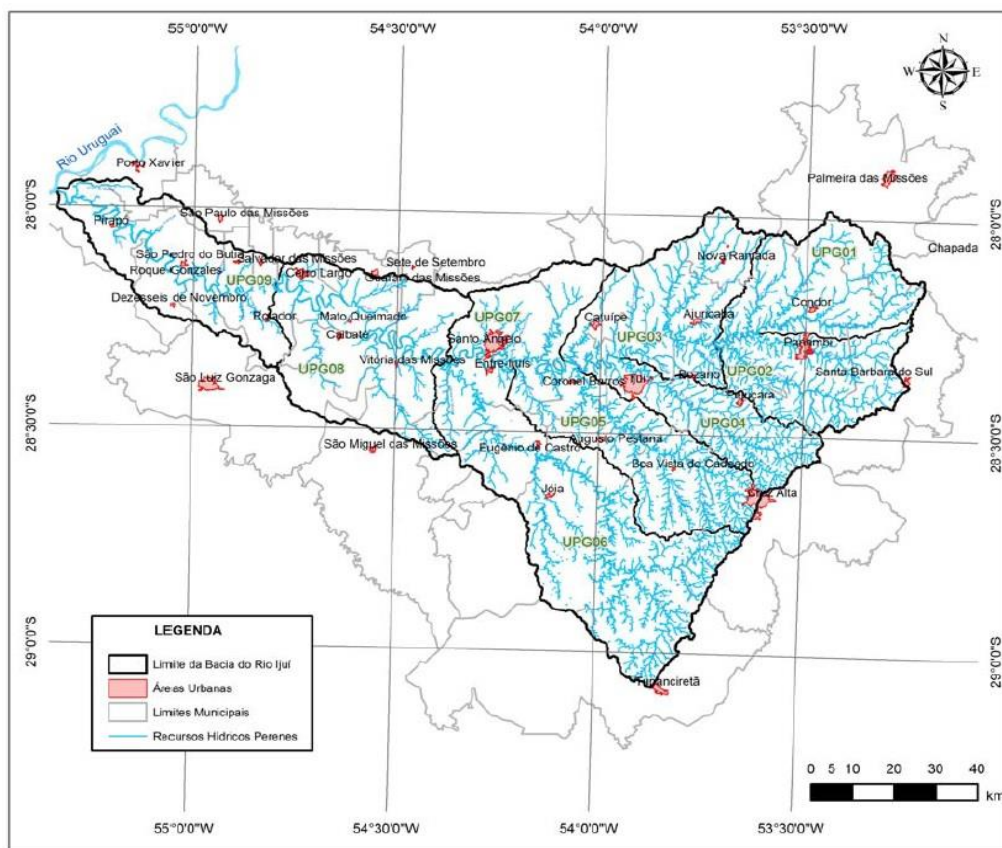 55°0'0"W
54°30'0"W
54°0'0"W
53°30'0"W
N
W
E
S
Rio Uruguai
Porto Xavier
Palmeira das Missões
28°0'0"S
28°0'0"S
Pirapó
São Paulo das Missões
Chapada
São Pedro do Butiá
Salvador das Missões
Sete de Setembro
Nova Ramada
UPG01
Roque Gonzales
UPG09
Cerro Largo
Guarani das Missões
Dezesseis de Novembro
Condor
Rolador
Mato Queimado
UPG07
Catuípe
Ajuricaba
Caibaté
Santo Ângelo
UPG03
Panambi
UPG08
Vitória das Missões
Entre-Ijuís
UPG02
Santa Barbara do Sul
São Luiz Gonzaga
Coronel Barros
Ijuí
Bozano
Pejuçara
28°30'0"S
28°30'0"S
UPG05
UPG04
São Miguel das Missões
Eugênio de Castro
Augusto Pestana
Boa Vista do Cadeado
Jóia
Cruz Alta
UPG06
29°0'0"S
29°0'0"S
Tupanciretã
LEGENDA
Limite da Bacia do Rio Ijuí
Áreas Urbanas
Limites Municipais
Recursos Hídricos Perenes
0 5 10 20 30 40
km
55°0'0"W
54°30'0"W
54°0'0"W
53°30'0"W